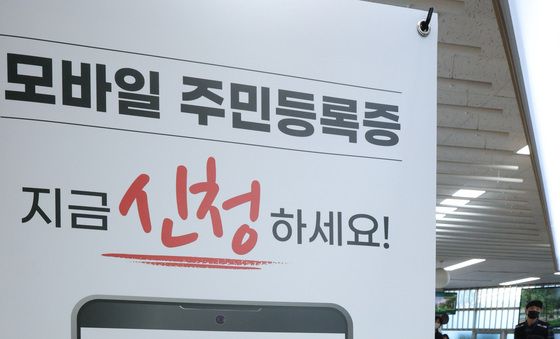 모바일 주민등록증
지금 신청하세요!